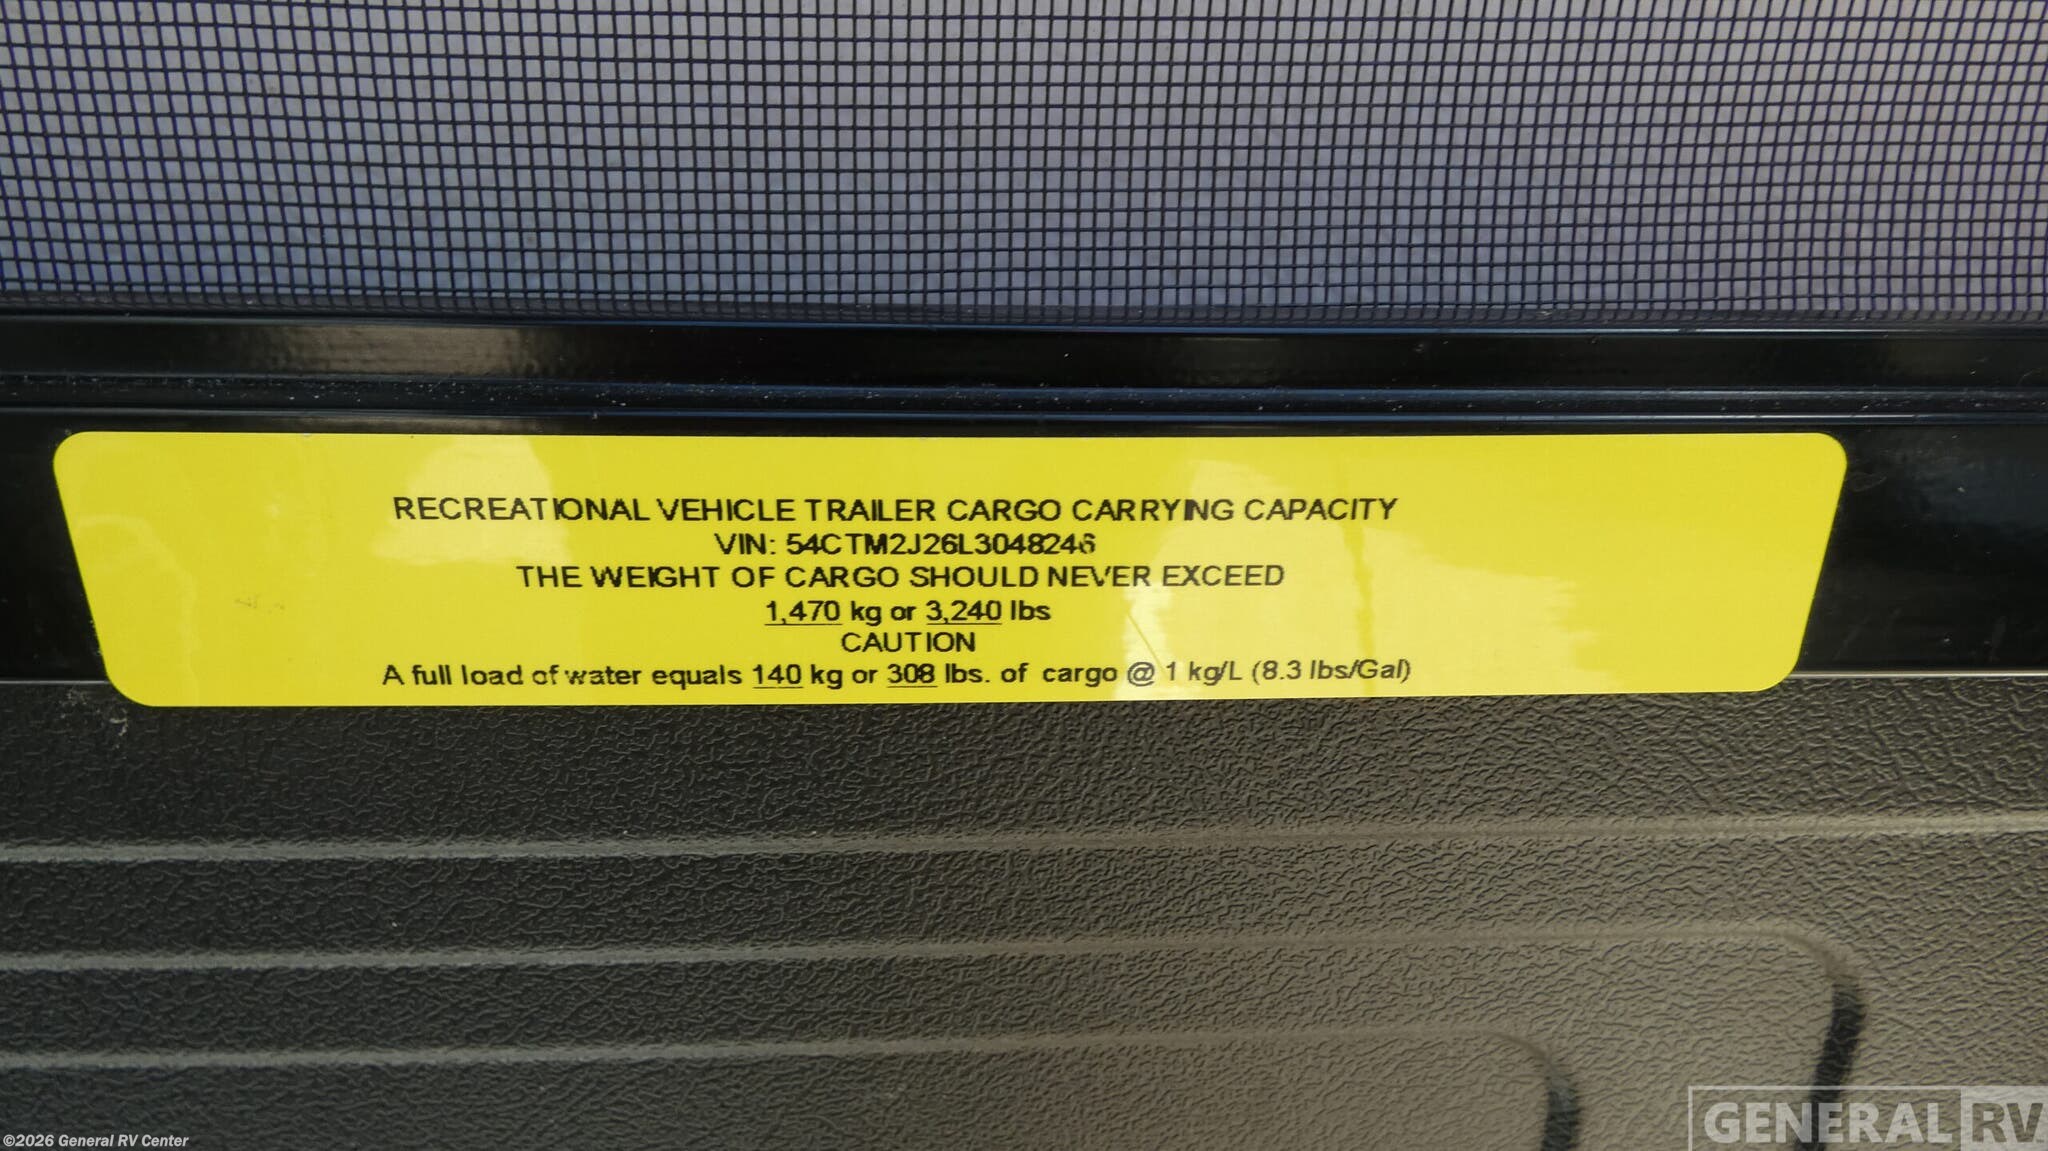 RECREATIONAL VEHICLE TRAILER CARGO CARRYING CAPACITY
VIN: 54CTM2J26L3048246
THE WEIGHT OF CARGO SHOULD NEVER EXCEED
1,470 kg or 3,240 lbs
CAUTION
A full load of water equals 140 kg or 308 lbs. of cargo @ 1 kg/L (8.3 lbs/Gal)
GENERAL RV
©2026 General RV Center